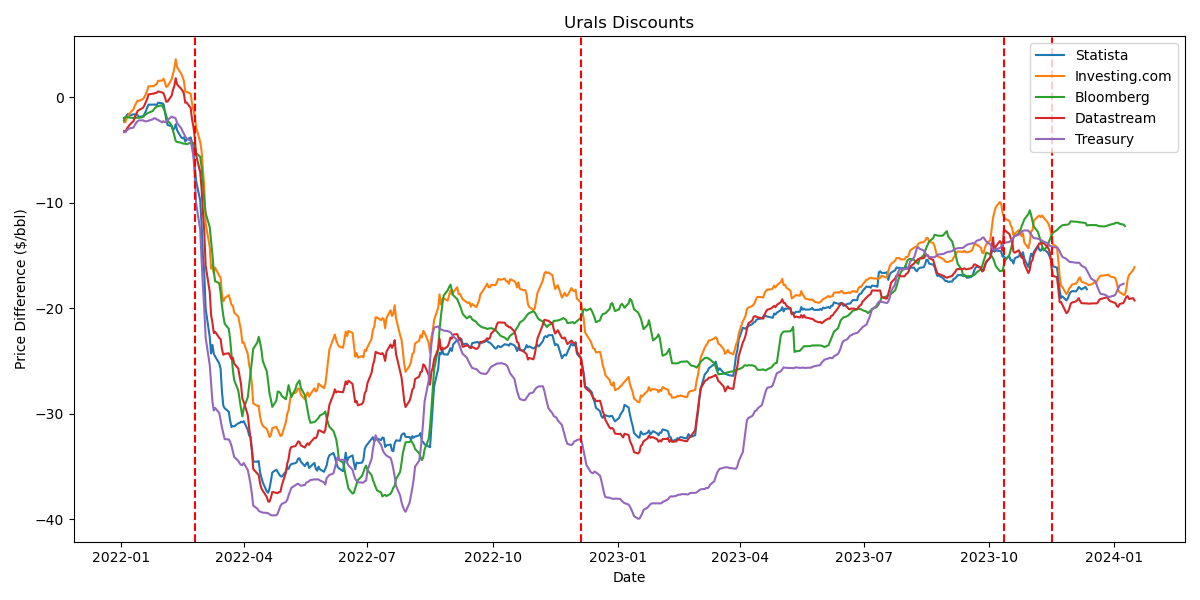 Urals Discounts
Price Difference ($/bbl)
0
−10
−20
−30
−40
Statista
Investing.com
Bloomberg
Datastream
Treasury
2022-01 2022-04 2022-07 2022-10 2023-01 2023-04 2023-07 2023-10 2024-01
Date